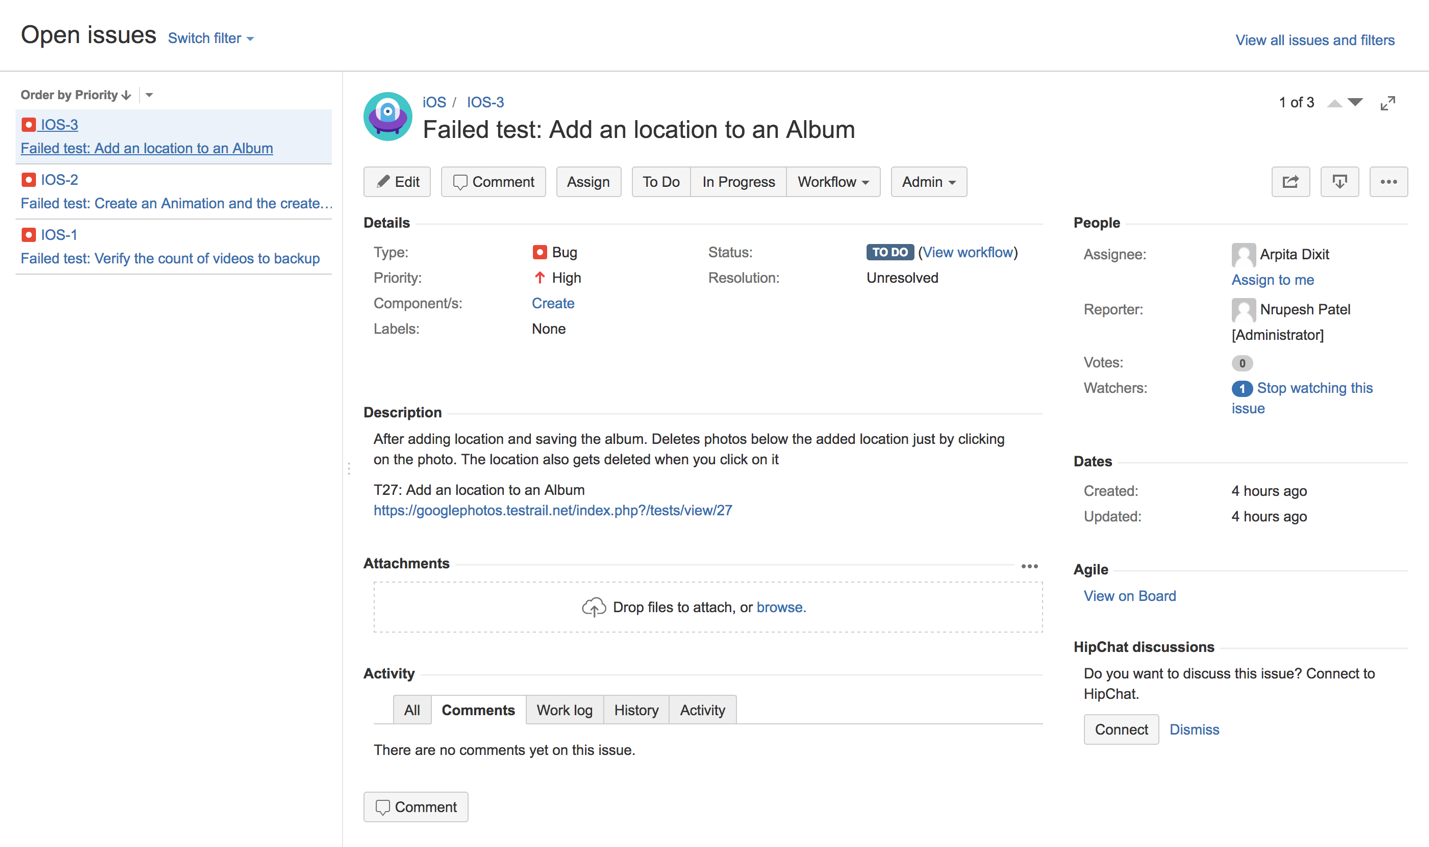 Open issues Switch filter
View all issues and filters
Order by Priority
IOS-3
Failed test: Add an location to an Album
IOS-2
Failed test: Create an Animation and the create…
IOS-1
Failed test: Verify the count of videos to backup
iOS / IOS-3
1 of 3
Failed test: Add an location to an Album
Edit Comment Assign To Do In Progress Workflow Admin
Details
Type: Bug Status: TO DO (View workflow)
Priority: High Resolution: Unresolved
Component/s: Create
Labels: None
Description
After adding location and saving the album. Deletes photos below the added location just by clicking
on the photo. The location also gets deleted when you click on it
T27: Add an location to an Album
https://googlephotos.testrail.net/index.php?/tests/view/27
Attachments
Drop files to attach, or browse.
Activity
All Comments Work log History Activity
There are no comments yet on this issue.
Comment
People
Assignee: Arpita Dixit
Assign to me
Reporter: Nrupesh Patel
[Administrator]
Votes: 0
Watchers: 1 Stop watching this
issue
Dates
Created: 4 hours ago
Updated: 4 hours ago
Agile
View on Board
HipChat discussions
Do you want to discuss this issue? Connect to
HipChat.
Connect Dismiss